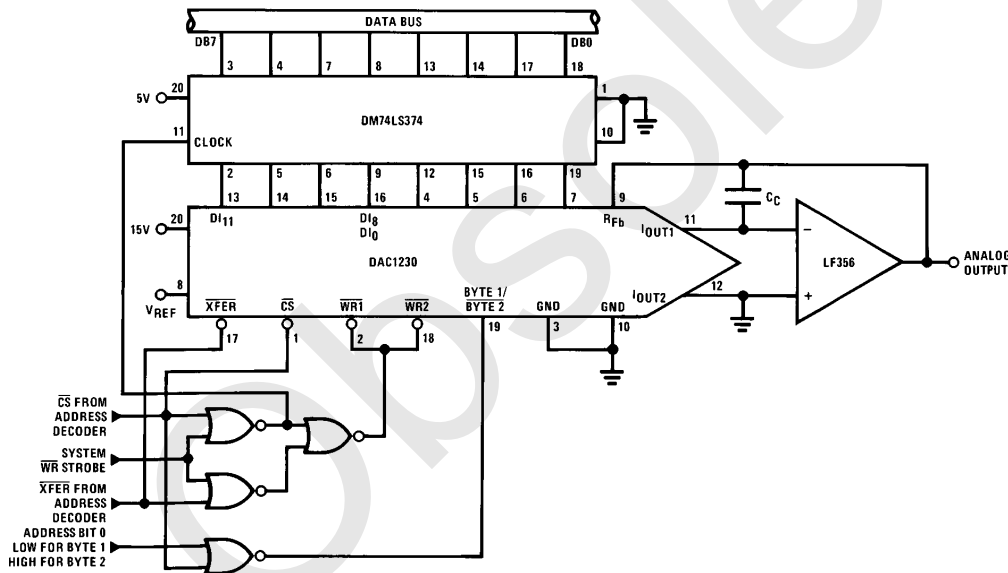 DATA BUS
DB7
DB0
3
4
7
8
13
14
17
18
5V
20
1
DM74LS374
11
CLOCK
10
2
5
6
9
12
15
16
19
13
14
15
16
4
5
6
7
9
DI11
DI8
DI0
RFb
CC
15V
20
IOUT1
11
DAC1230
LF356
−
+
ANALOG
OUTPUT
VREF
8
IOUT2
12
XFER
CS
WR1
WR2
BYTE 1/
BYTE 2
GND
GND
17
1
2
18
19
3
10
CS FROM
ADDRESS
DECODER
SYSTEM
WR STROBE
XFER FROM
ADDRESS
DECODER
ADDRESS BIT 0
LOW FOR BYTE 1
HIGH FOR BYTE 2
Obsole